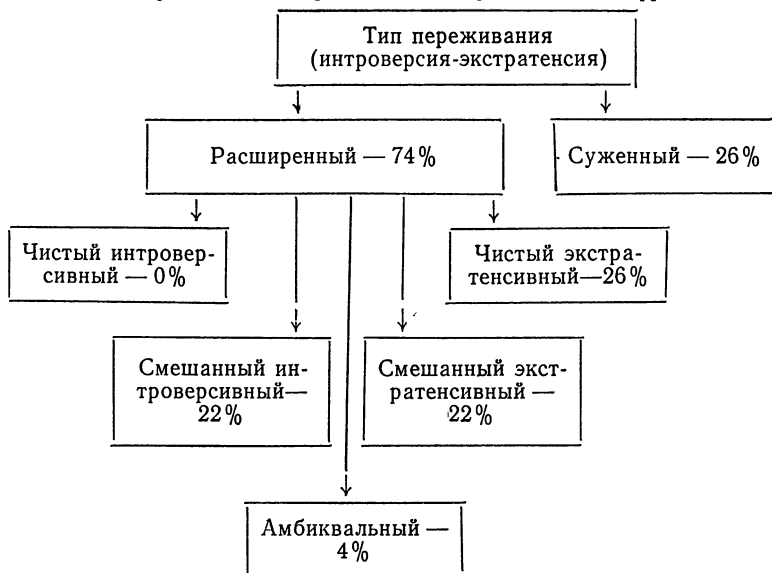 Тип переживания
(интроверсия-экстратенсия)
Расширенный — 74%
Суженный — 26%
Чистый интровер-
сивный — 0%
Чистый экстра-
тенсивный—26%
Смешанный ин-
троверсивный—
22%
Смешанный экст-
ратенсивный —
22%
Амбиквальный —
4%